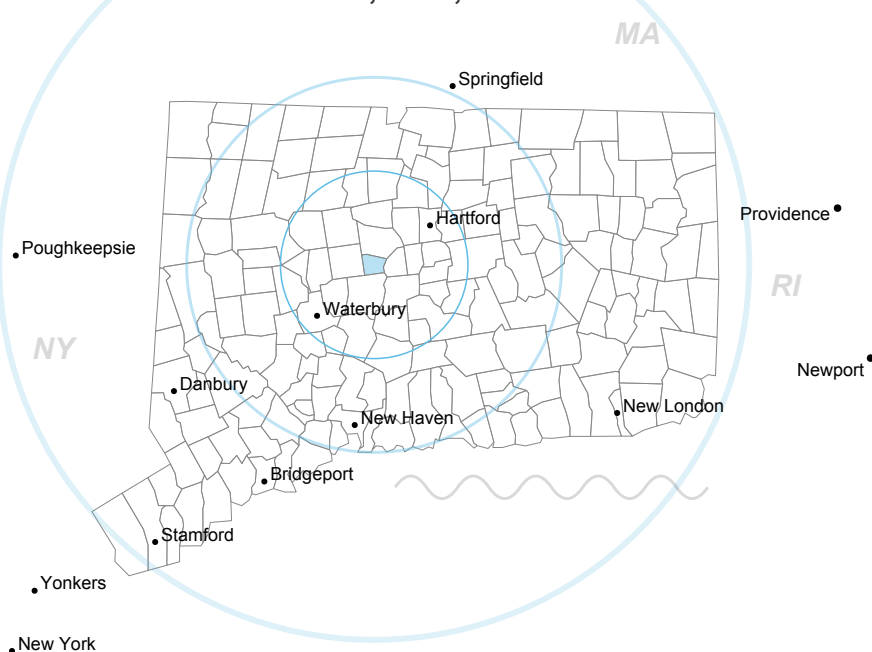 MA
Springfield
Hartford
Providence
Poughkeepsie
RI
Waterbury
NY
Newport
Danbury
New London
New Haven
Bridgeport
Stamford
Yonkers
New York